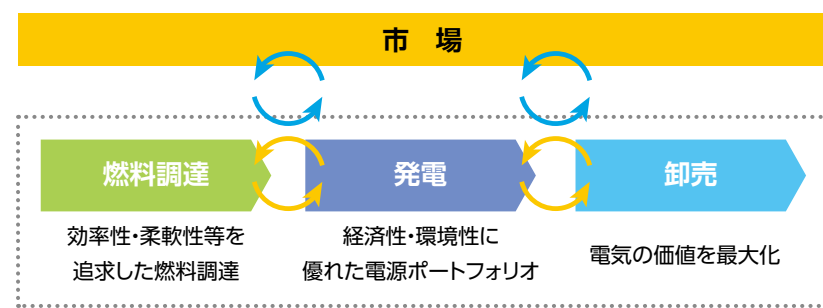 市 場
燃料調達
発電
卸売
効率性・柔軟性等を
追求した燃料調達
経済性・環境性に
優れた電源ポートフォリオ
電気の価値を最大化